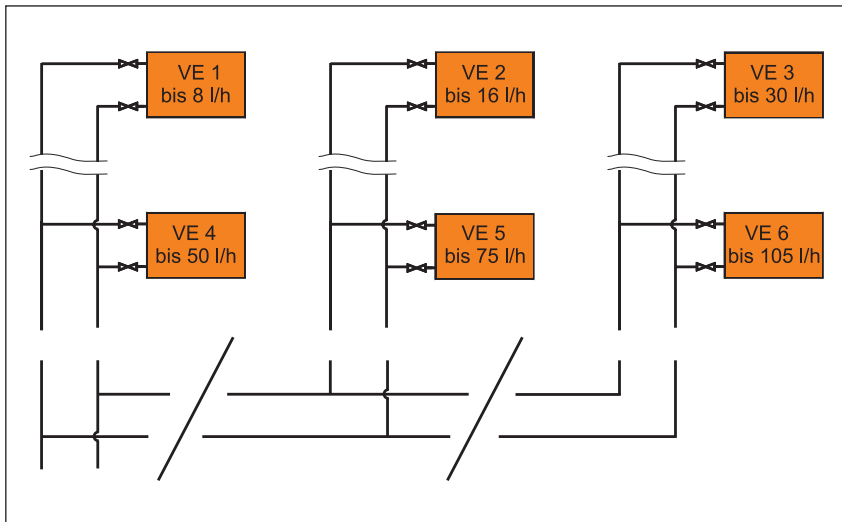 VE 1
bis 8 l/h
VE 2
bis 16 l/h
VE 3
bis 30 l/h
VE 4
bis 50 l/h
VE 5
bis 75 l/h
VE 6
bis 105 l/h